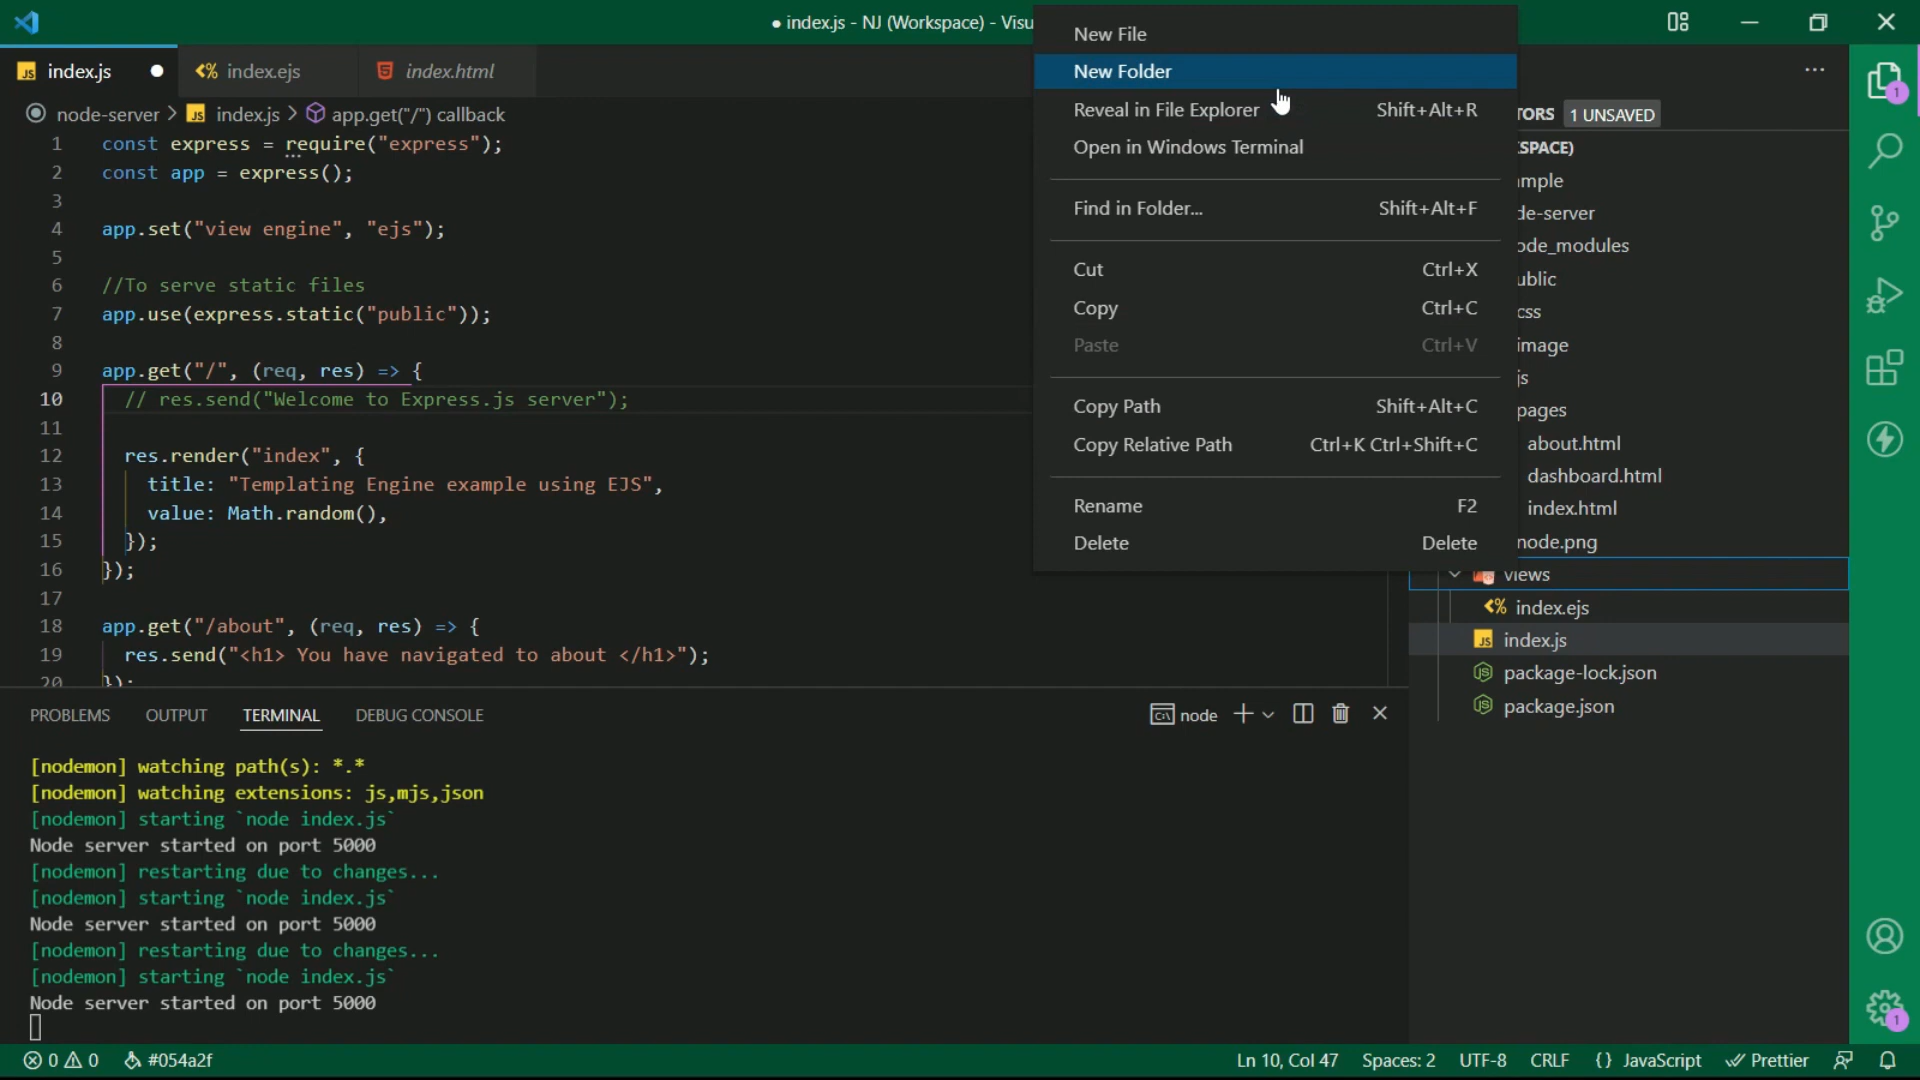 ● index.js - NJ (Workspace) - Visu
index.js
index.ejs
index.html
node-server > index.js > app.get("/") callback
1 const express = require("express");
2 const app = express();
3
4 app.set("view engine", "ejs");
5
6 //To serve static files
7 app.use(express.static("public"));
8
9 app.get("/", (req, res) => {
10 // res.send("Welcome to Express.js server");
11
12 res.render("index", {
13 title: "Templating Engine example using EJS",
14 value: Math.random(),
15 });
16 });
17
18 app.get("/about", (req, res) => {
19 res.send("<h1> You have navigated to about </h1>");
20 });
New File
New Folder
Reveal in File Explorer Shift+Alt+R
Open in Windows Terminal
Find in Folder... Shift+Alt+F
Cut Ctrl+X
Copy Ctrl+C
Paste Ctrl+V
Copy Path Shift+Alt+C
Copy Relative Path Ctrl+K Ctrl+Shift+C
Rename F2
Delete Delete
TORS 1 UNSAVED
SPACE)
mple
de-server
ode_modules
ublic
css
image
js
pages
about.html
dashboard.html
index.html
node.png
views
index.ejs
index.js
package-lock.json
package.json
1
PROBLEMS OUTPUT TERMINAL DEBUG CONSOLE
node
[nodemon] watching path(s): *.*
[nodemon] watching extensions: js,mjs,json
[nodemon] starting `node index.js`
Node server started on port 5000
[nodemon] restarting due to changes...
[nodemon] starting `node index.js`
Node server started on port 5000
[nodemon] restarting due to changes...
[nodemon] starting `node index.js`
Node server started on port 5000
1
0 0 #054a2f
Ln 10, Col 47 Spaces: 2 UTF-8 CRLF {} JavaScript Prettier